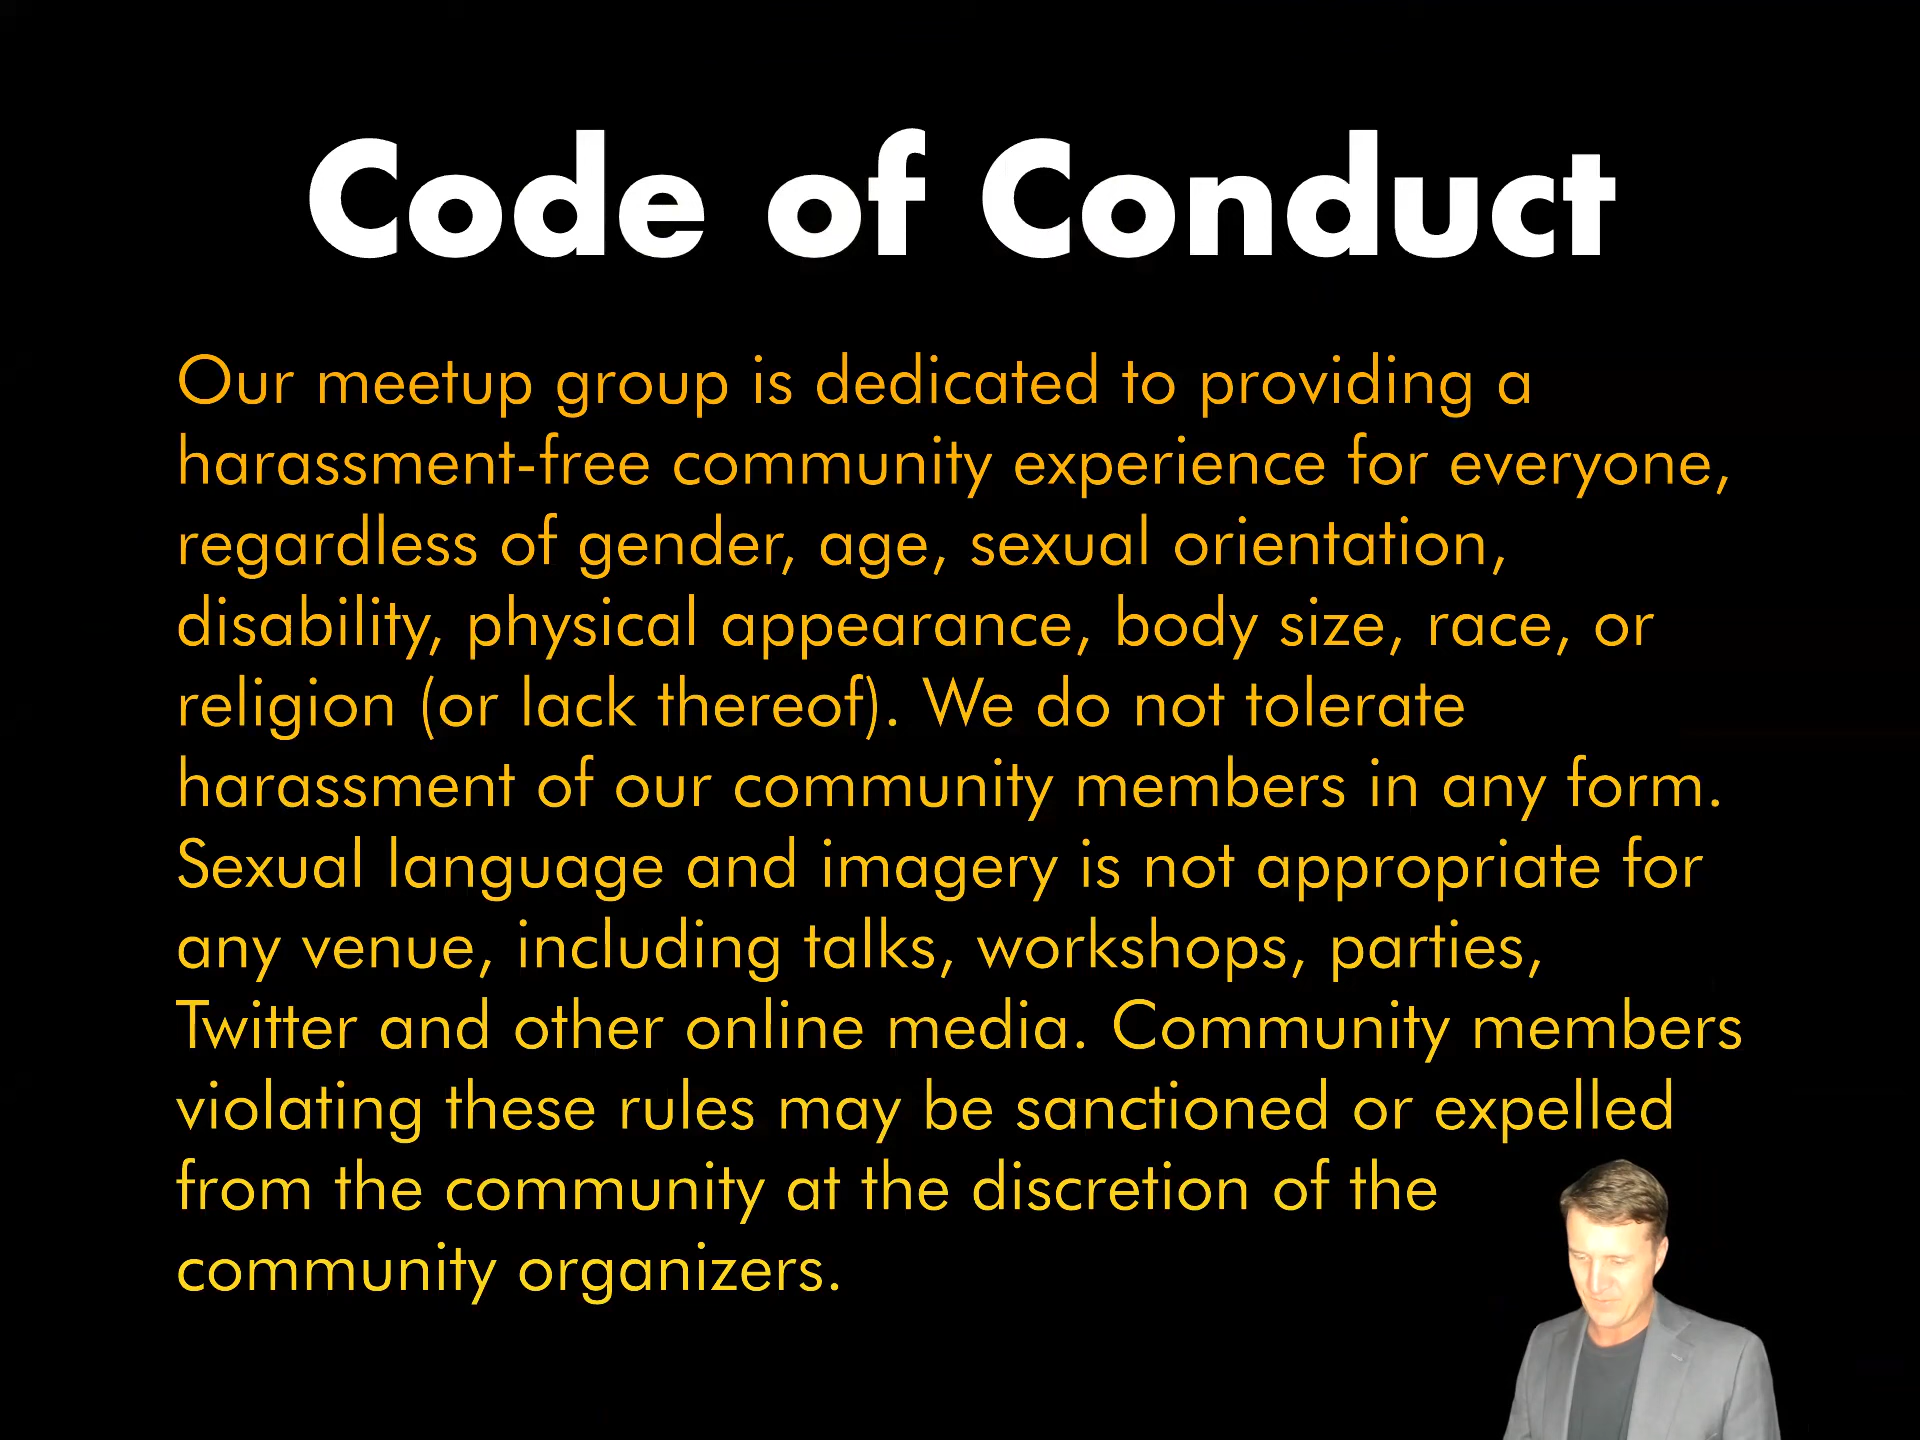 Code of Conduct
Our meetup group is dedicated to providing a
harassment-free community experience for everyone,
regardless of gender, age, sexual orientation,
disability, physical appearance, body size, race, or
religion (or lack thereof). We do not tolerate
harassment of our community members in any form.
Sexual language and imagery is not appropriate for
any venue, including talks, workshops, parties,
Twitter and other online media. Community members
violating these rules may be sanctioned or expelled
from the community at the discretion of the
community organizers.